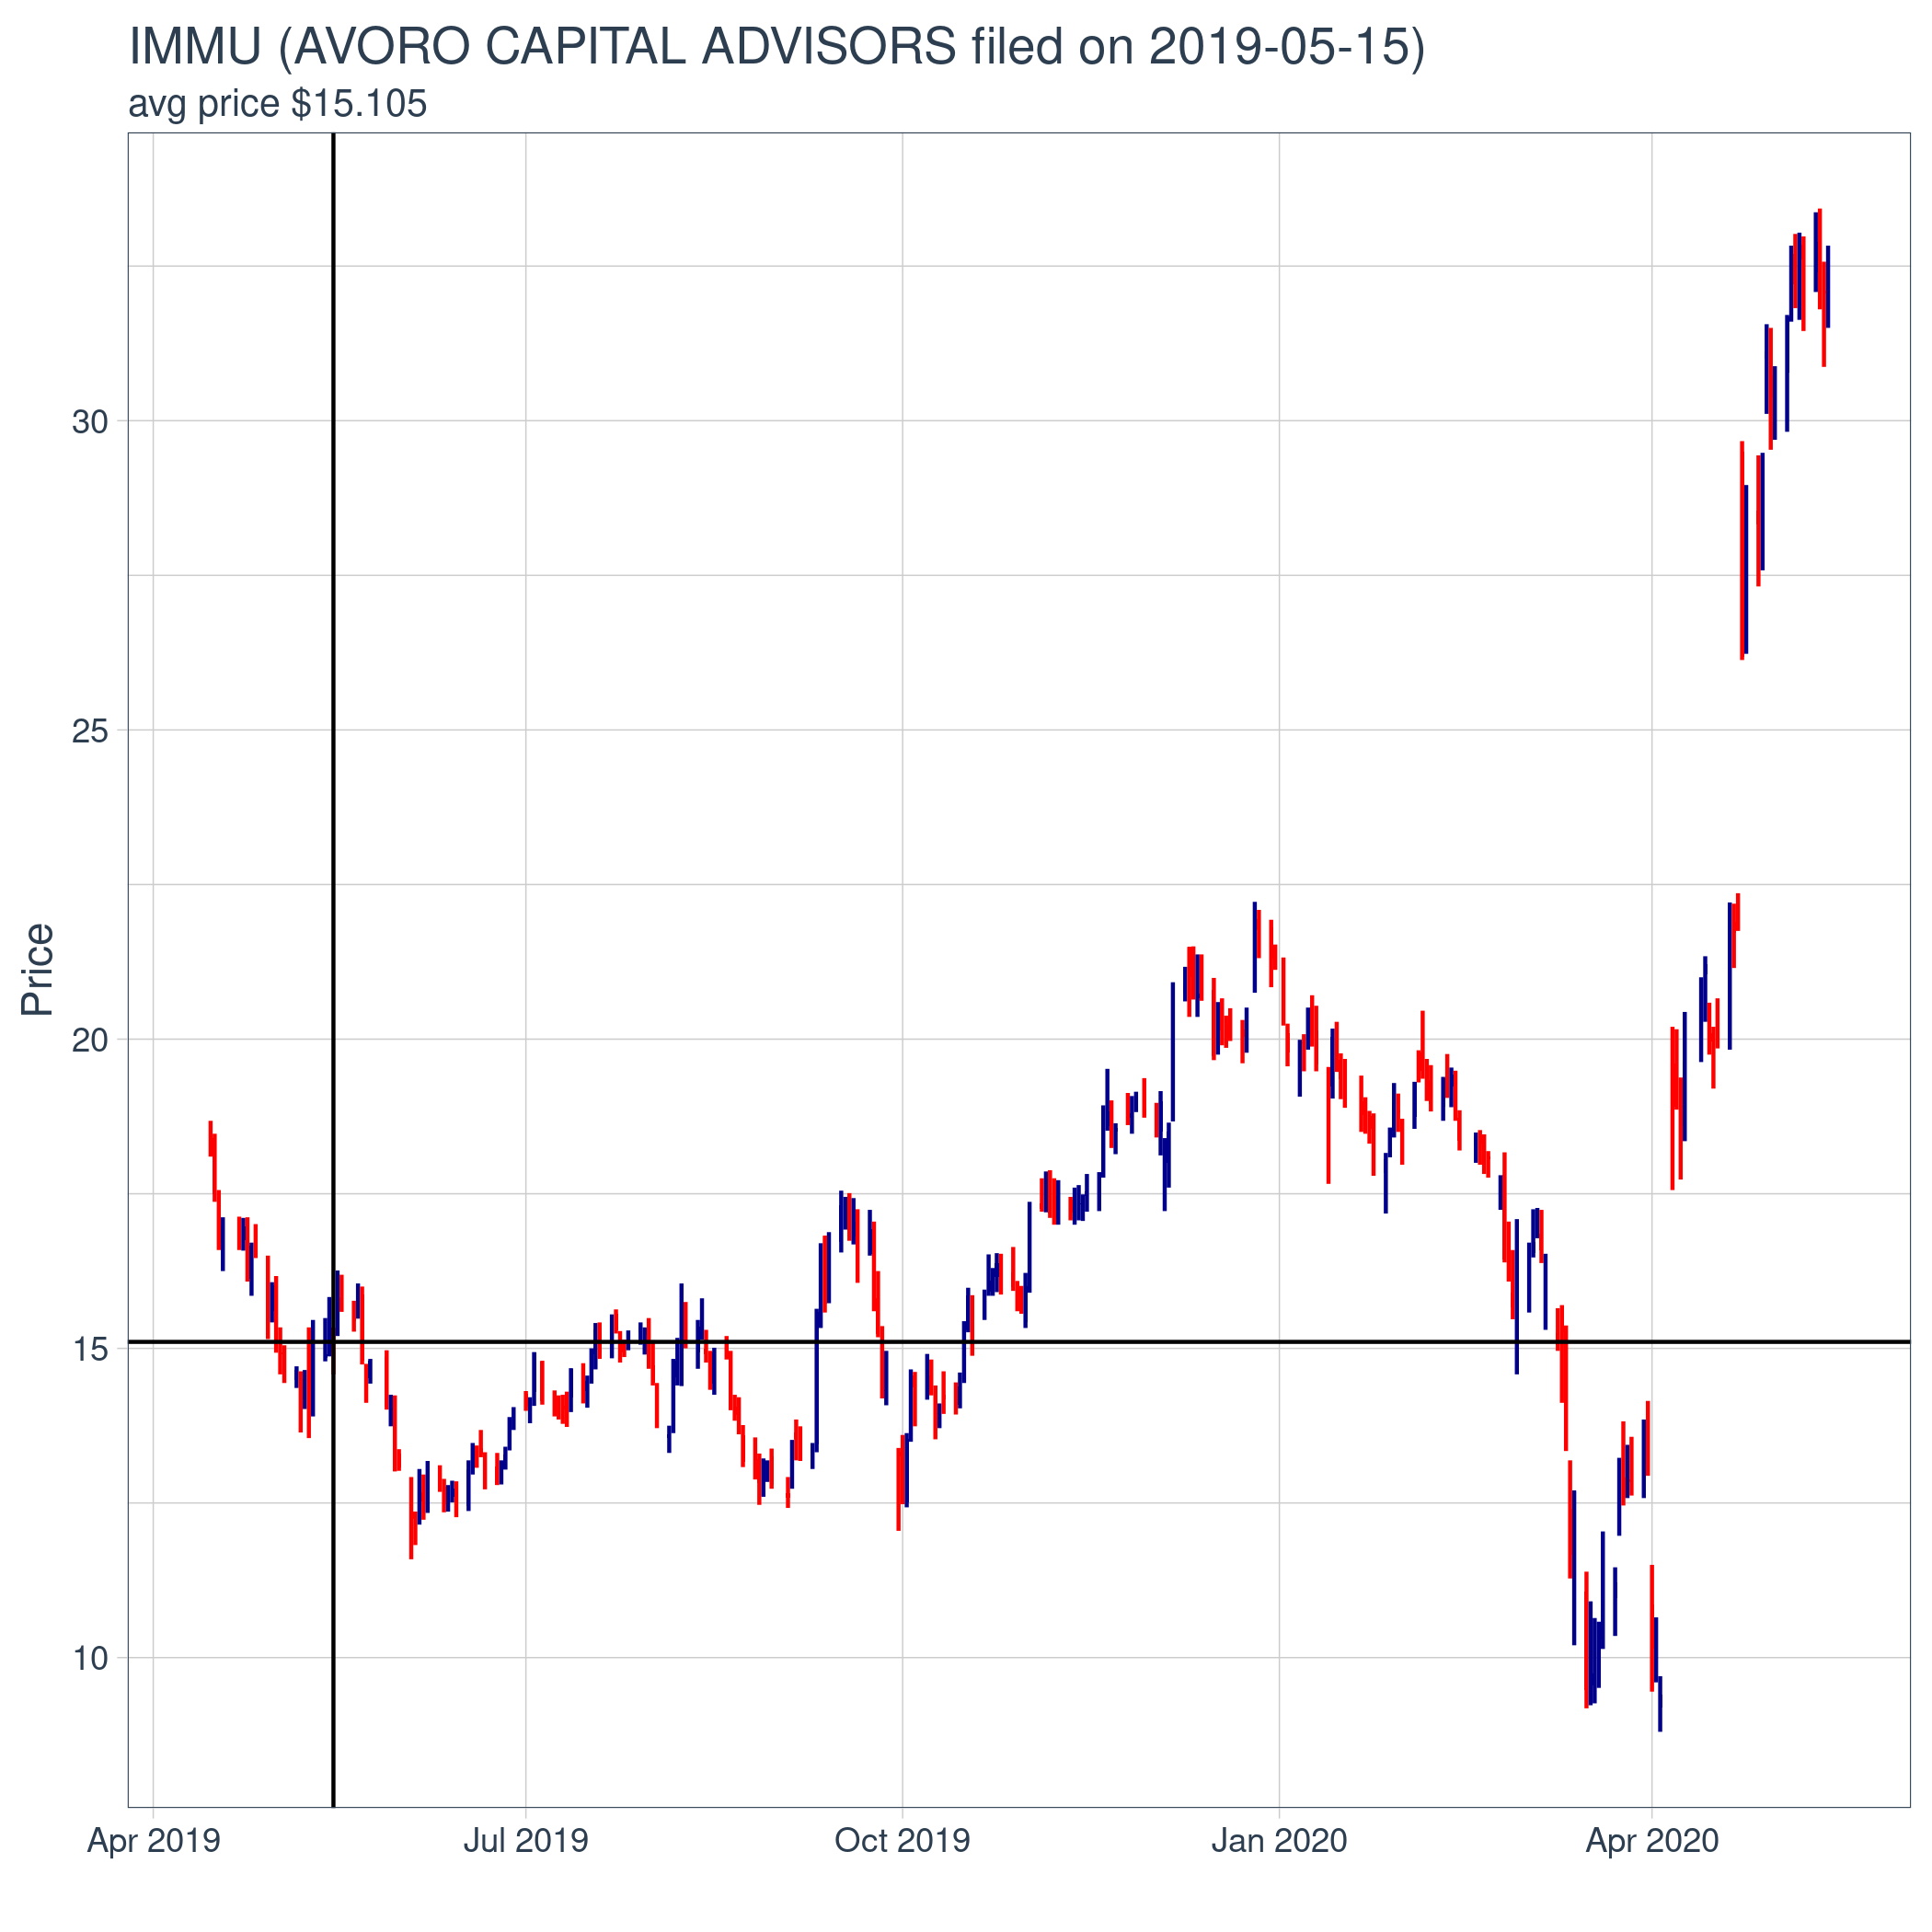 IMMU (AVORO CAPITAL ADVISORS filed on 2019-05-15)
avg price $15.105
Price
30
25
20
15
10
Apr 2019
Jul 2019
Oct 2019
Jan 2020
Apr 2020